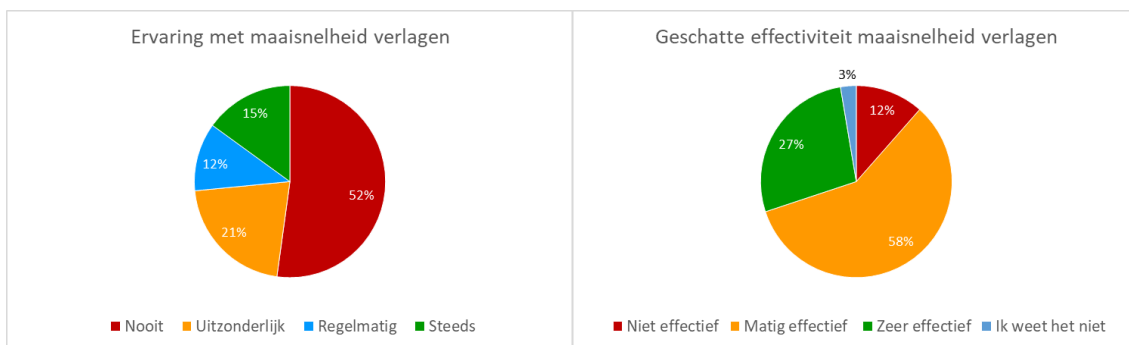 Ervaring met maaisnelheid verlagen
15%
12%
52%
21%
Nooit Uitzonderlijk Regelmatig Steeds
Geschatte effectiviteit maaisnelheid verlagen
3%
12%
27%
58%
Niet effectief Matig effectief Zeer effectief Ik weet het niet